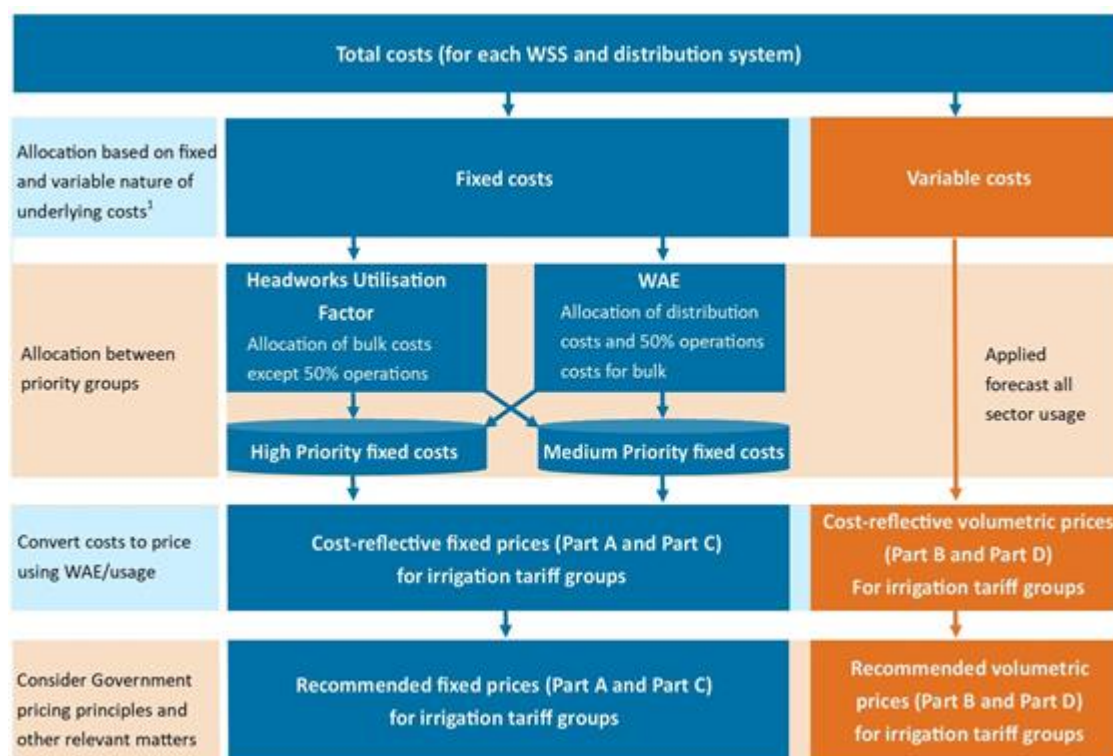 Total costs (for each WSS and distribution system)
Allocation based on fixed
and variable nature of
underlying costs¹
Fixed costs
Variable costs
Allocation between
priority groups
Headworks Utilisation
Factor
Allocation of bulk costs
except 50% operations
WAE
Allocation of distribution
costs and 50% operations
costs for bulk
Applied
forecast all
sector usage
High Priority fixed costs
Medium Priority fixed costs
Convert costs to price
using WAE/usage
Cost-reflective fixed prices (Part A and Part C)
for irrigation tariff groups
Cost-reflective volumetric prices
(Part B and Part D)
For irrigation tariff groups
Consider Government
pricing principles and
other relevant matters
Recommended fixed prices (Part A and Part C)
for irrigation tariff groups
Recommended volumetric
prices (Part B and Part D)
for irrigation tariff groups